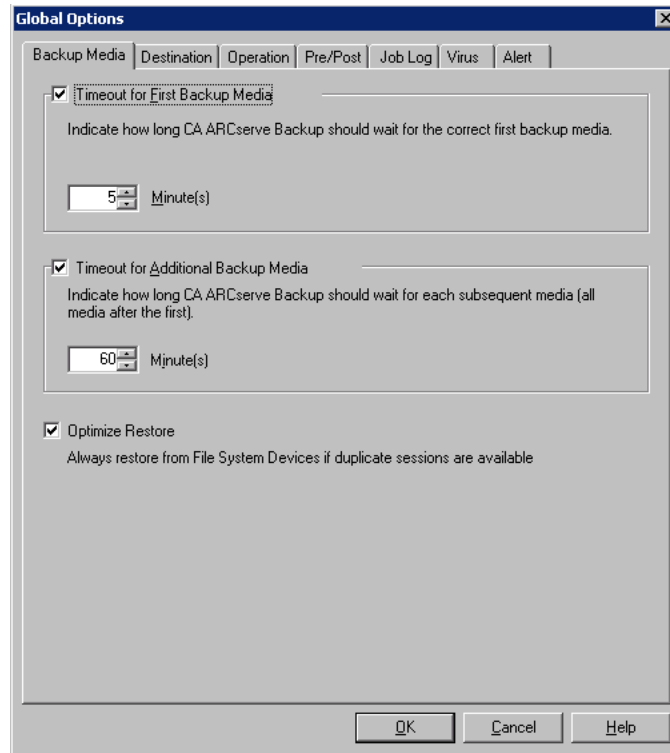 Global Options
Backup Media
Destination
Operation
Pre/Post
Job Log
Virus
Alert
Timeout for First Backup Media
Indicate how long CA ARCserve Backup should wait for the correct first backup media.
5 Minute(s)
Timeout for Additional Backup Media
Indicate how long CA ARCserve Backup should wait for each subsequent media (all
media after the first).
60 Minute(s)
Optimize Restore
Always restore from File System Devices if duplicate sessions are available
OK
Cancel
Help